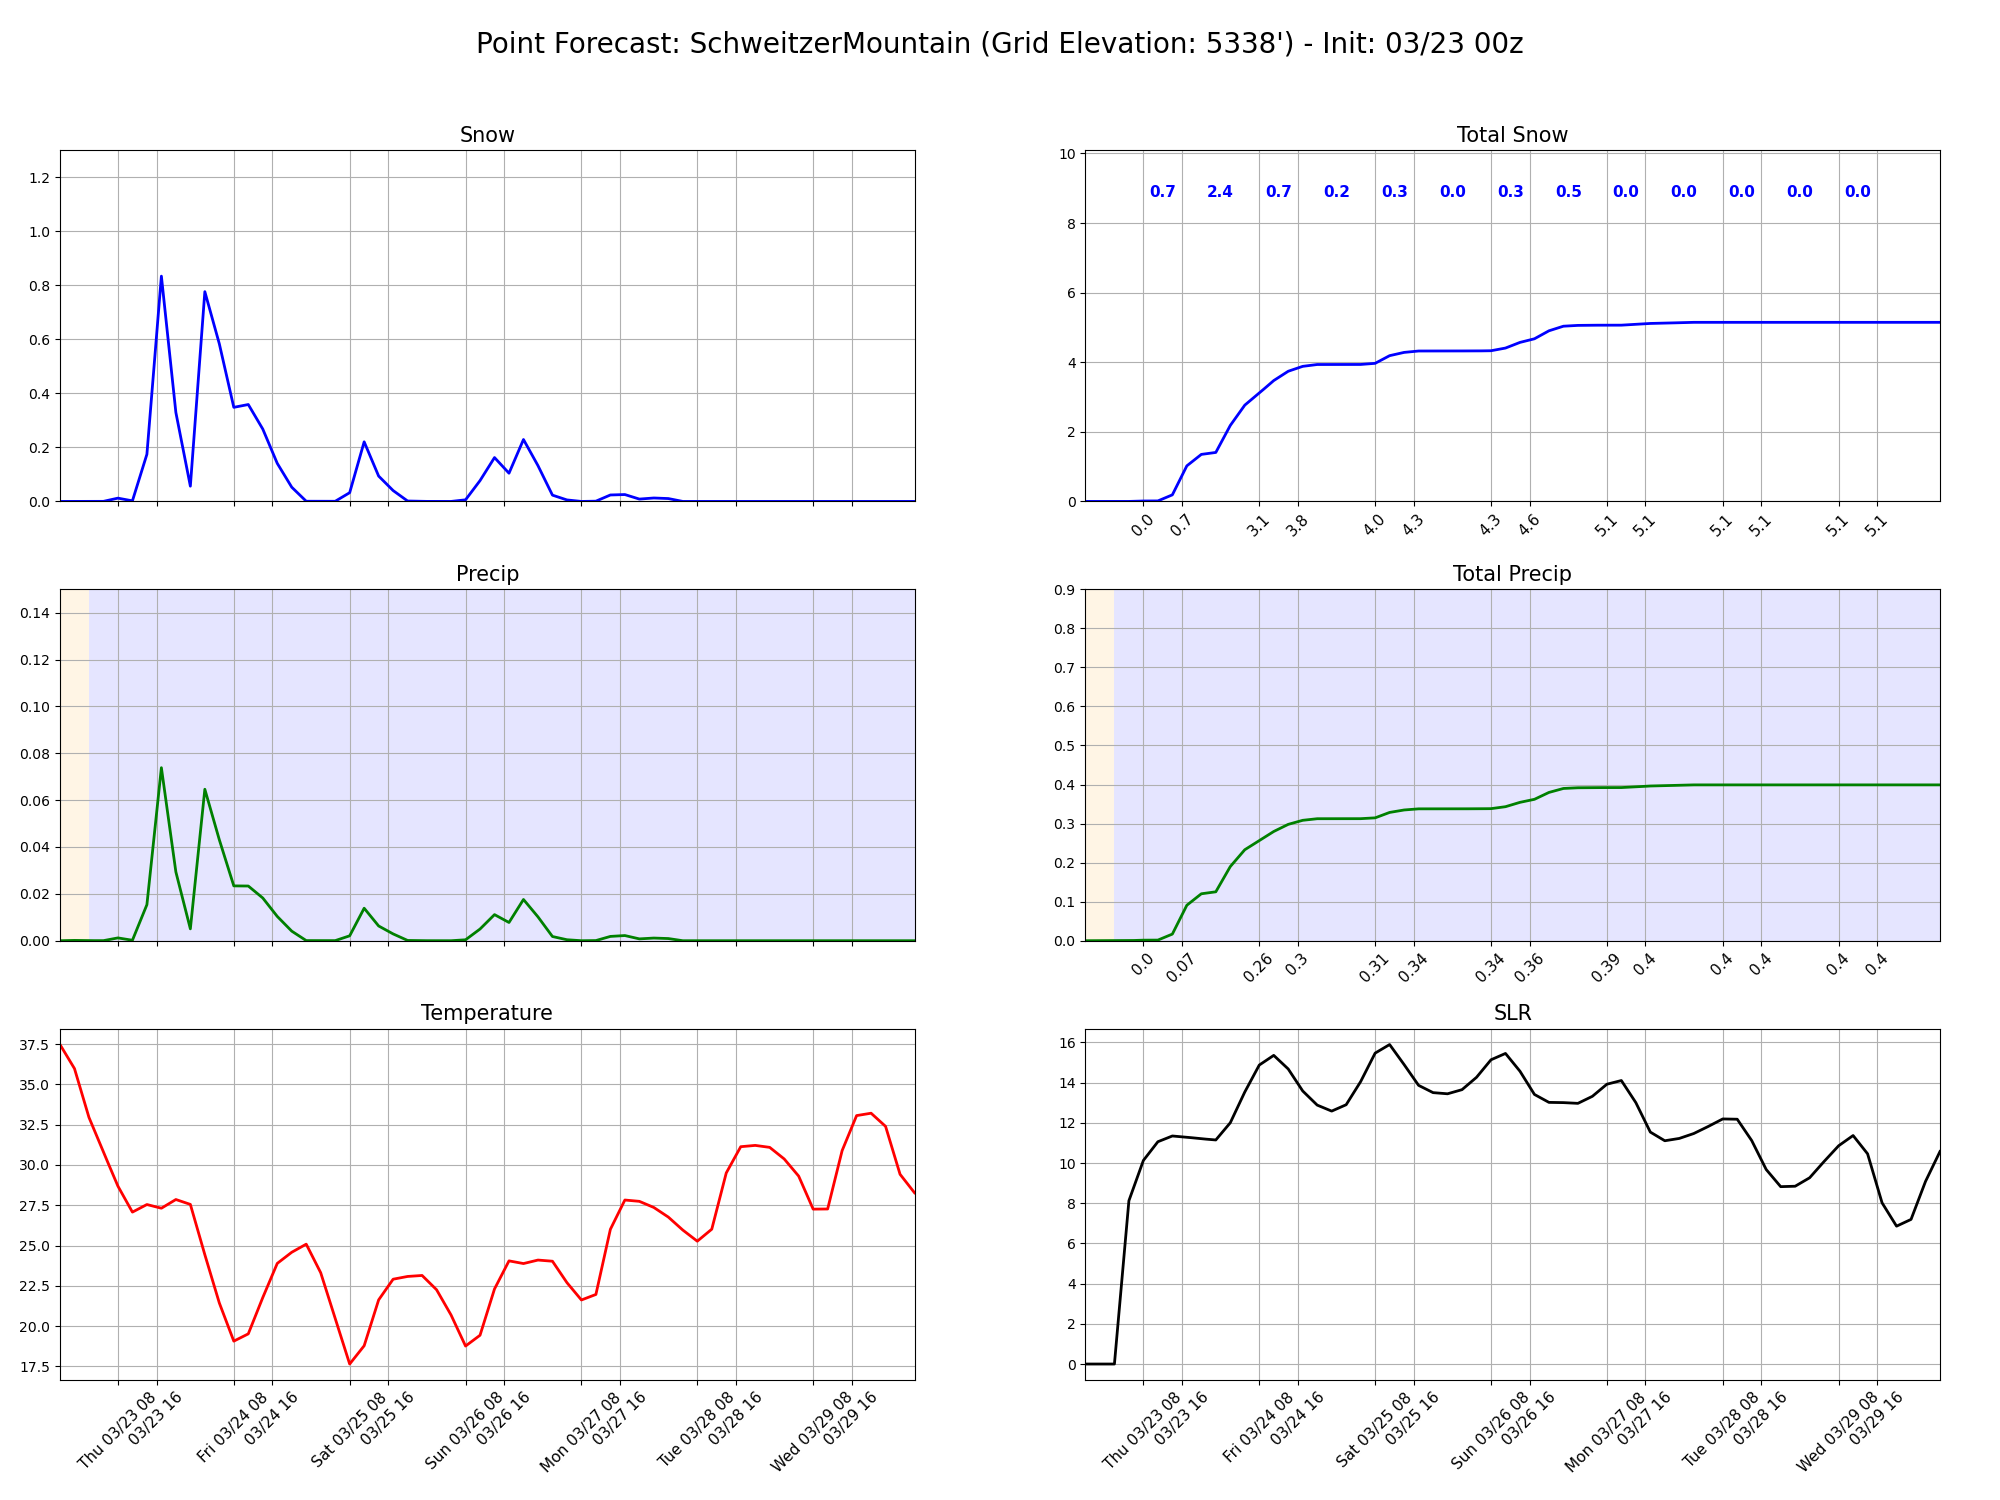 Point Forecast: SchweitzerMountain (Grid Elevation: 5338') - Init: 03/23 00z
Snow
1.2
1.0
0.8
0.6
0.4
0.2
0.0
Total Snow
10
8
6
4
2
0
0.7 2.4 0.7 0.2 0.3 0.0 0.3 0.5 0.0 0.0 0.0 0.0 0.0
0.0 0.7 3.1 3.8 4.0 4.3 4.3 4.6 5.1 5.1 5.1 5.1 5.1 5.1
Precip
0.14
0.12
0.10
0.08
0.06
0.04
0.02
0.00
Total Precip
0.9
0.8
0.7
0.6
0.5
0.4
0.3
0.2
0.1
0.0
0.0 0.07 0.26 0.3 0.31 0.34 0.34 0.36 0.39 0.4 0.4 0.4 0.4 0.4
Temperature
37.5
35.0
32.5
30.0
27.5
25.0
22.5
20.0
17.5
Thu 03/23 08
03/23 16
Fri 03/24 08
03/24 16
Sat 03/25 08
03/25 16
Sun 03/26 08
03/26 16
Mon 03/27 08
03/27 16
Tue 03/28 08
03/28 16
Wed 03/29 08
03/29 16
SLR
16
14
12
10
8
6
4
2
0
Thu 03/23 08
03/23 16
Fri 03/24 08
03/24 16
Sat 03/25 08
03/25 16
Sun 03/26 08
03/26 16
Mon 03/27 08
03/27 16
Tue 03/28 08
03/28 16
Wed 03/29 08
03/29 16